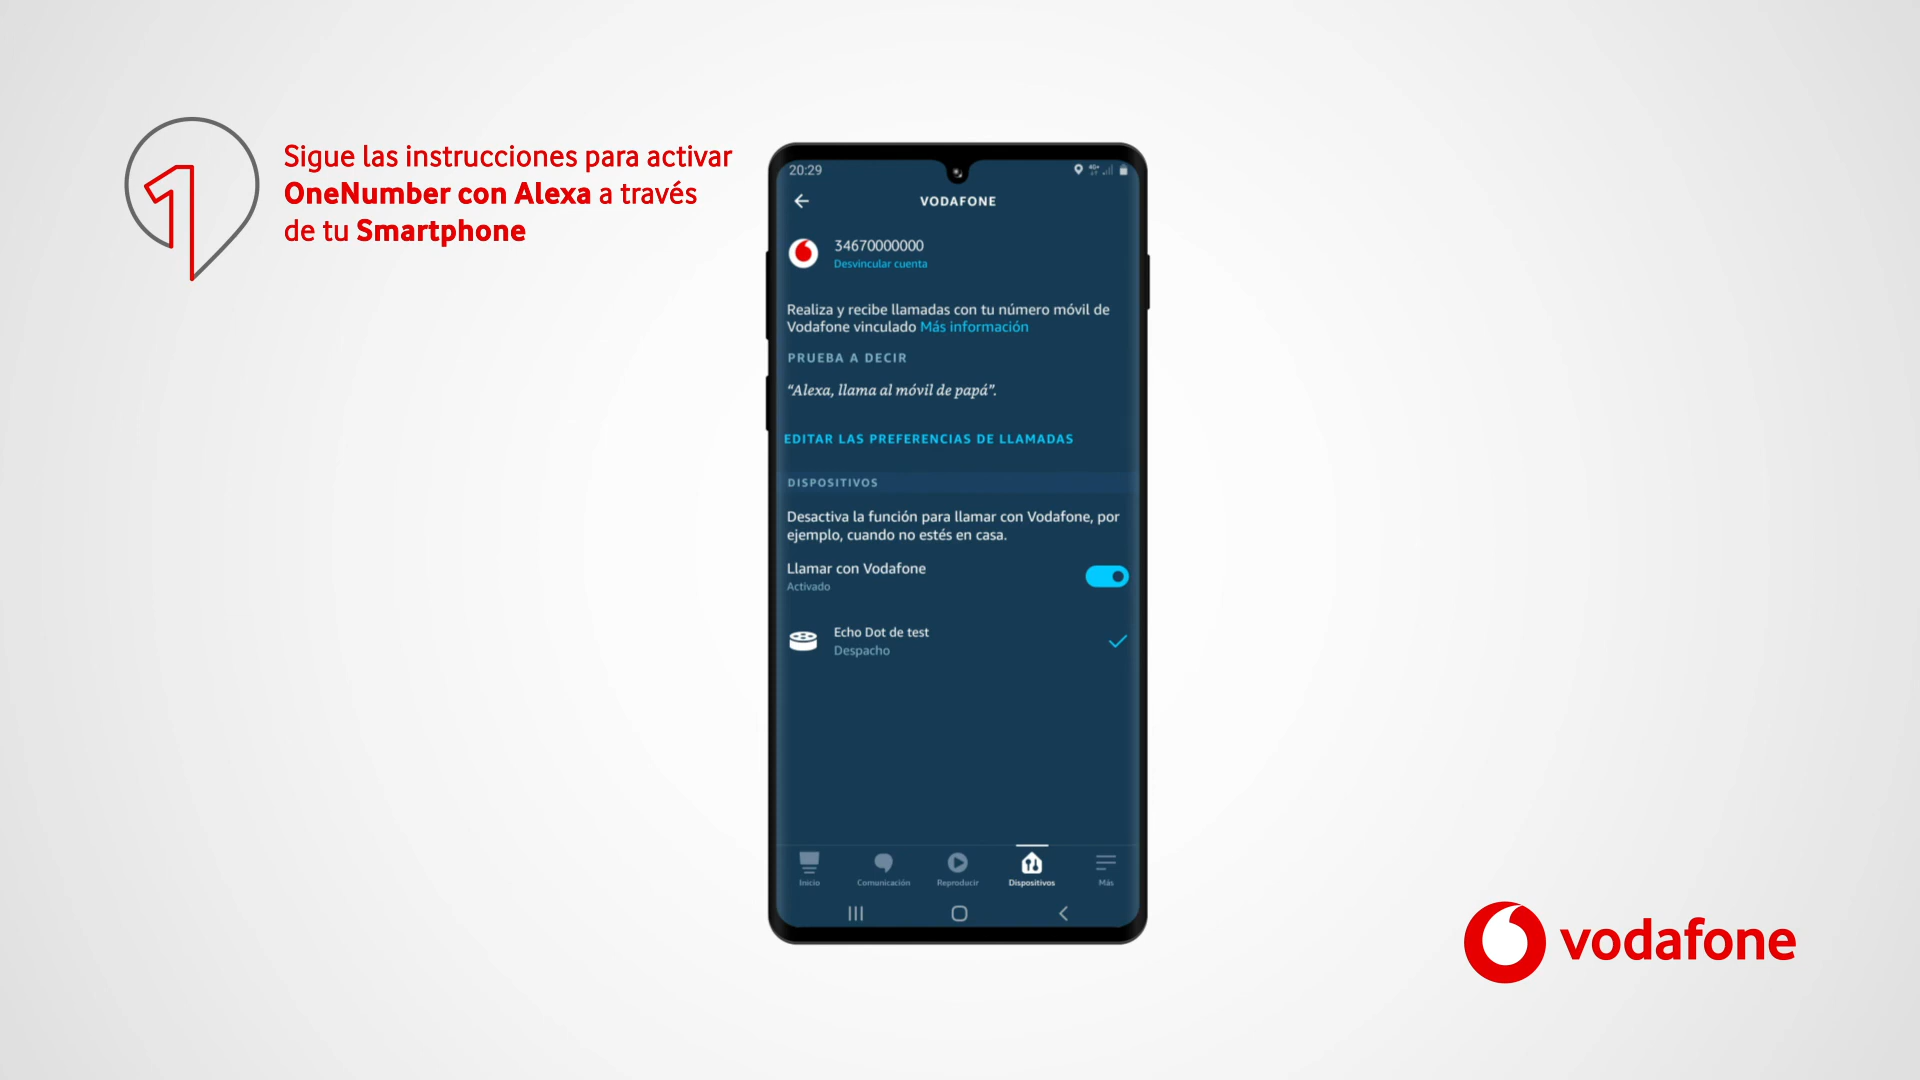 1
Sigue las instrucciones para activar
OneNumber con Alexa a través
de tu Smartphone
20:29
4G+
VODAFONE
34670000000
Desvincular cuenta
Realiza y recibe llamadas con tu número móvil de
Vodafone vinculado Más información
PRUEBA A DECIR
“Alexa, llama al móvil de papá”.
EDITAR LAS PREFERENCIAS DE LLAMADAS
DISPOSITIVOS
Desactiva la función para llamar con Vodafone, por
ejemplo, cuando no estés en casa.
Llamar con Vodafone
Activado
Echo Dot de test
Despacho
Inicio Comunicación Reproducir Dispositivos Más
vodafone